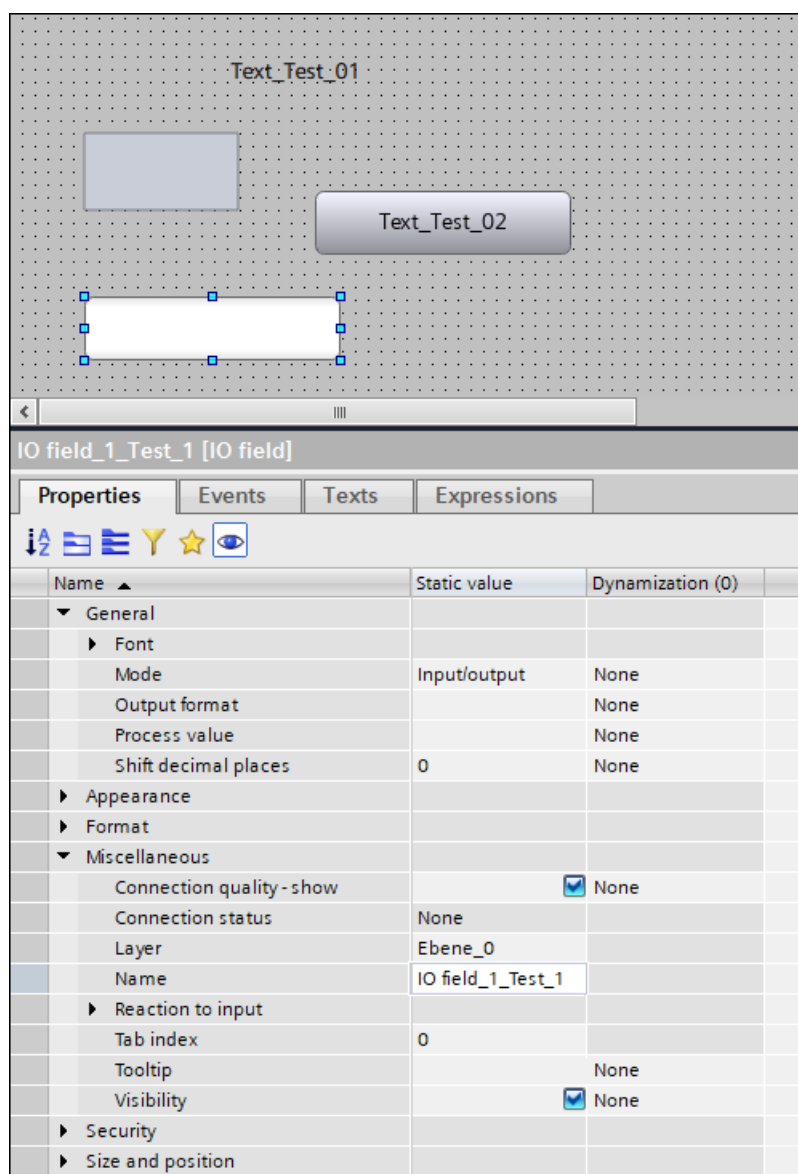 Text_Test_01
Text_Test_02
IO field_1_Test_1 [IO field]
Properties Events Texts Expressions
Name Static value Dynamization (0)
General
Font
Mode Input/output None
Output format None
Process value None
Shift decimal places 0 None
Appearance
Format
Miscellaneous
Connection quality - show None
Connection status None
Layer Ebene_0
Name IO field_1_Test_1
Reaction to input
Tab index 0
Tooltip None
Visibility None
Security
Size and position